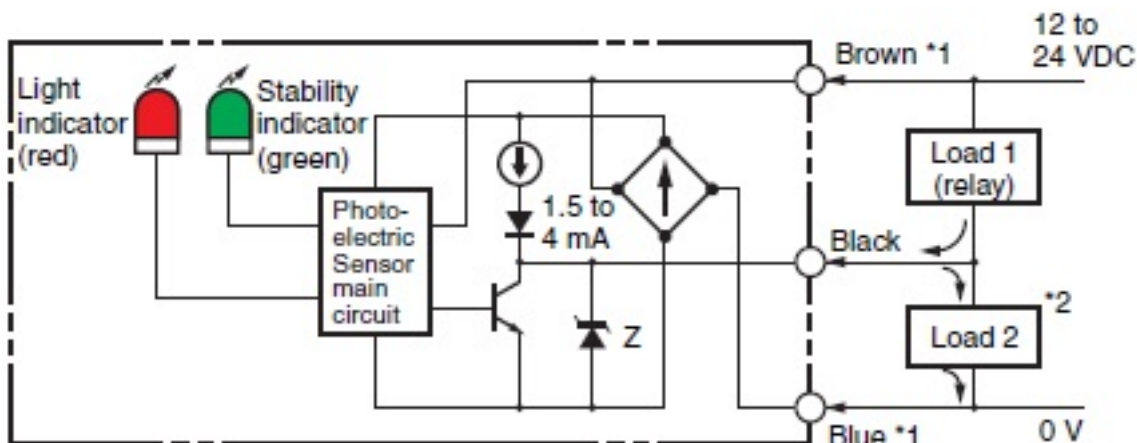 Light
indicator
(red)
Stability
indicator
(green)
Photo-
electric
Sensor
main
circuit
1.5 to
4 mA
Z
Brown *1
12 to
24 VDC
Load 1
(relay)
Black
Load 2
*2
Blue *1
0 V